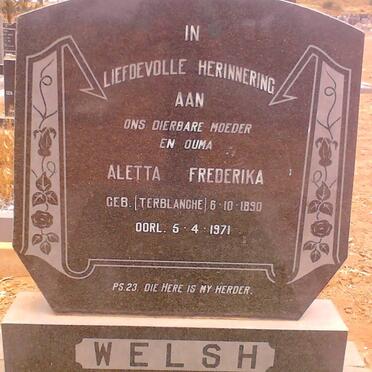 IN
LIEFDEVOLLE HERINNERING
AAN
ONS DIERBARE MOEDER
EN OUMA
ALETTA FREDERIKA
GEB. (TERBLANCHE) 6-10-1890
OORL. 5-4-1971
PS. 23. DIE HERE IS MY HERDER.
WELSH